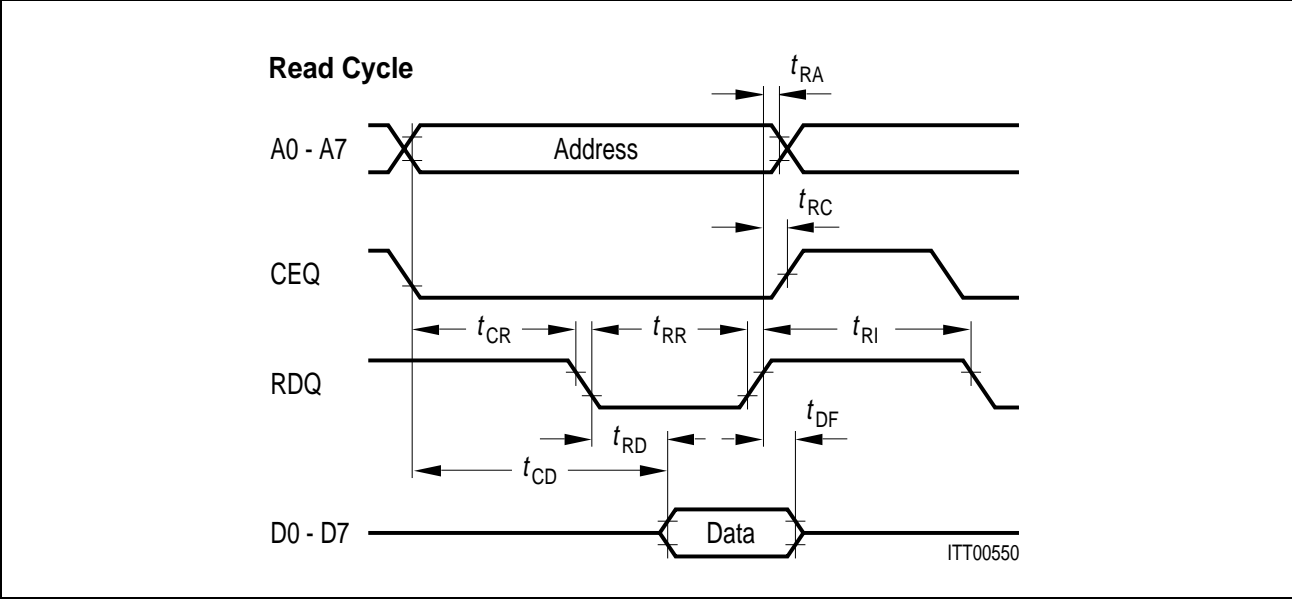 Read Cycle
tRA
A0 - A7
Address
tRC
CEQ
tCR
tRR
tRI
RDQ
tDF
tRD
tCD
D0 - D7
Data
ITT00550